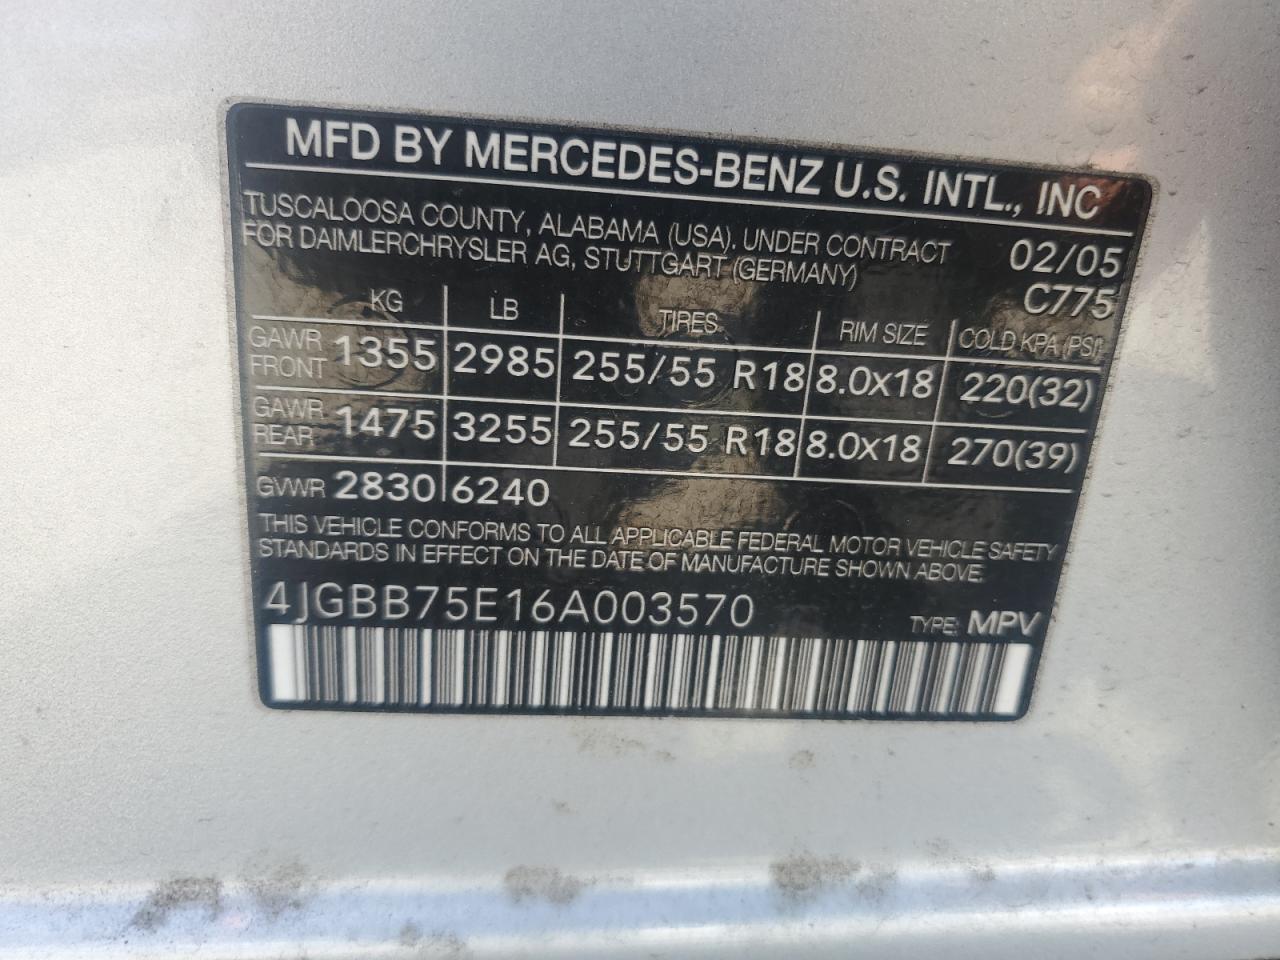 MFD BY MERCEDES-BENZ U.S. INTL., INC
TUSCALOOSA COUNTY, ALABAMA (USA). UNDER CONTRACT
FOR DAIMLERCHRYSLER AG, STUTTGART (GERMANY)
02/05
C775
KG LB TIRES RIM SIZE COLD KPA (PSI)
GAWR FRONT 1355 2985 255/55 R18 8.0X18 220(32)
GAWR REAR 1475 3255 255/55 R18 8.0X18 270(39)
GVWR 2830 6240
THIS VEHICLE CONFORMS TO ALL APPLICABLE FEDERAL MOTOR VEHICLE SAFETY
STANDARDS IN EFFECT ON THE DATE OF MANUFACTURE SHOWN ABOVE.
4JGBB75E16A003570 TYPE: MPV